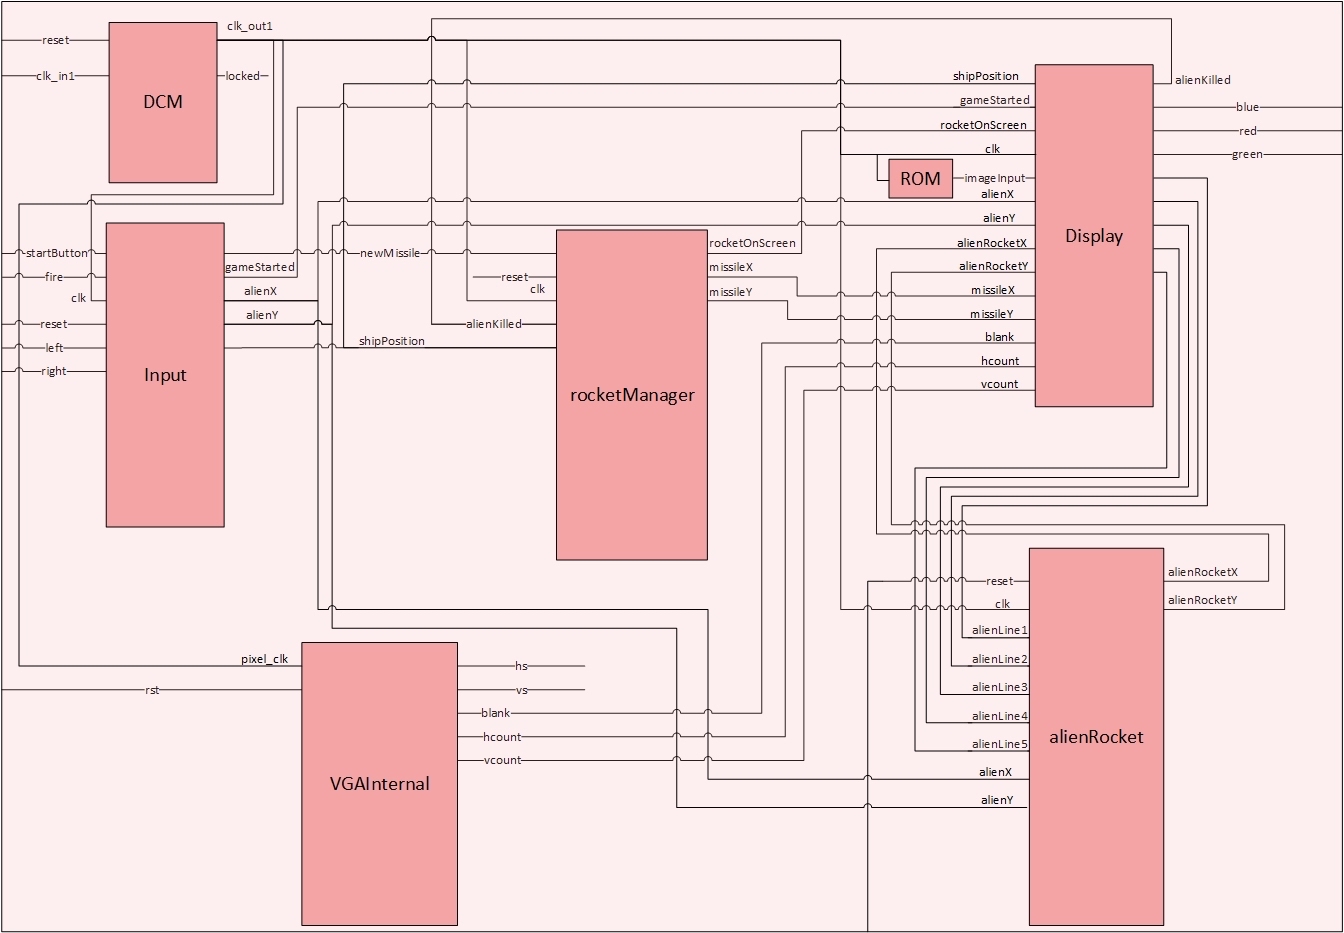 reset
clk_in1
DCM
clk_out1
locked
startButton
fire
clk
reset
left
right
Input
gameStarted
alienX
alienY
newMissile
reset
clk
alienKilled
shipPosition
rocketManager
rocketOnScreen
missileX
missileY
shipPosition
gameStarted
rocketOnScreen
clk
ROM
imageInput
alienX
alienY
alienRocketX
alienRocketY
missileX
missileY
blank
hcount
vcount
Display
alienKilled
blue
red
green
pixel_clk
rst
VGAInternal
hs
vs
blank
hcount
vcount
reset
clk
alienLine1
alienLine2
alienLine3
alienLine4
alienLine5
alienX
alienY
alienRocket
alienRocketX
alienRocketY